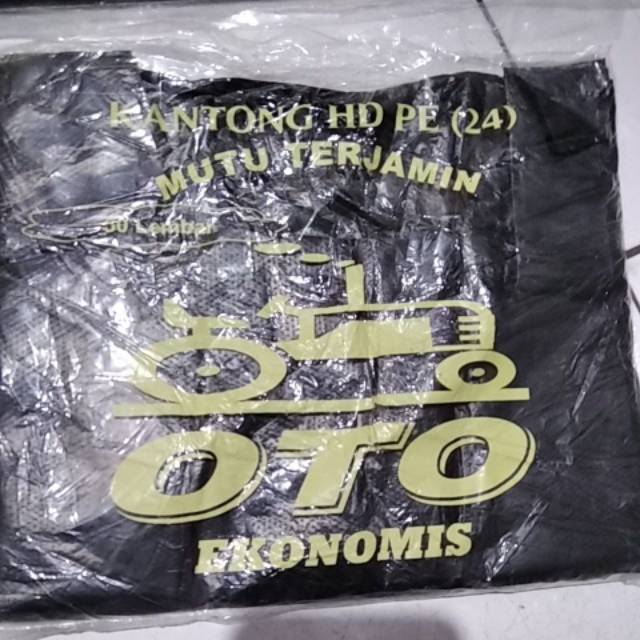 KANTONG HD PE (24)
MUTU TERJAMIN
50 Lembar
OTO
EKONOMIS